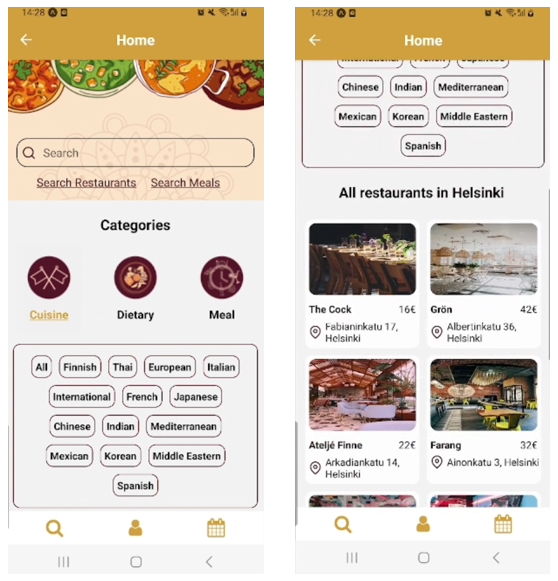 14:28
Home
Search
Search Restaurants Search Meals
Categories
Cuisine Dietary Meal
All Finnish Thai European Italian
International French Japanese
Chinese Indian Mediterranean
Mexican Korean Middle Eastern
Spanish
14:28
Home
International French Japanese
Chinese Indian Mediterranean
Mexican Korean Middle Eastern
Spanish
All restaurants in Helsinki
The Cock 16€
Fabianinkatu 17,
Helsinki
Grön 42€
Albertinkatu 36,
Helsinki
Ateljé Finne 22€
Arkadiankatu 14,
Helsinki
Farang 32€
Ainonkatu 3, Helsinki